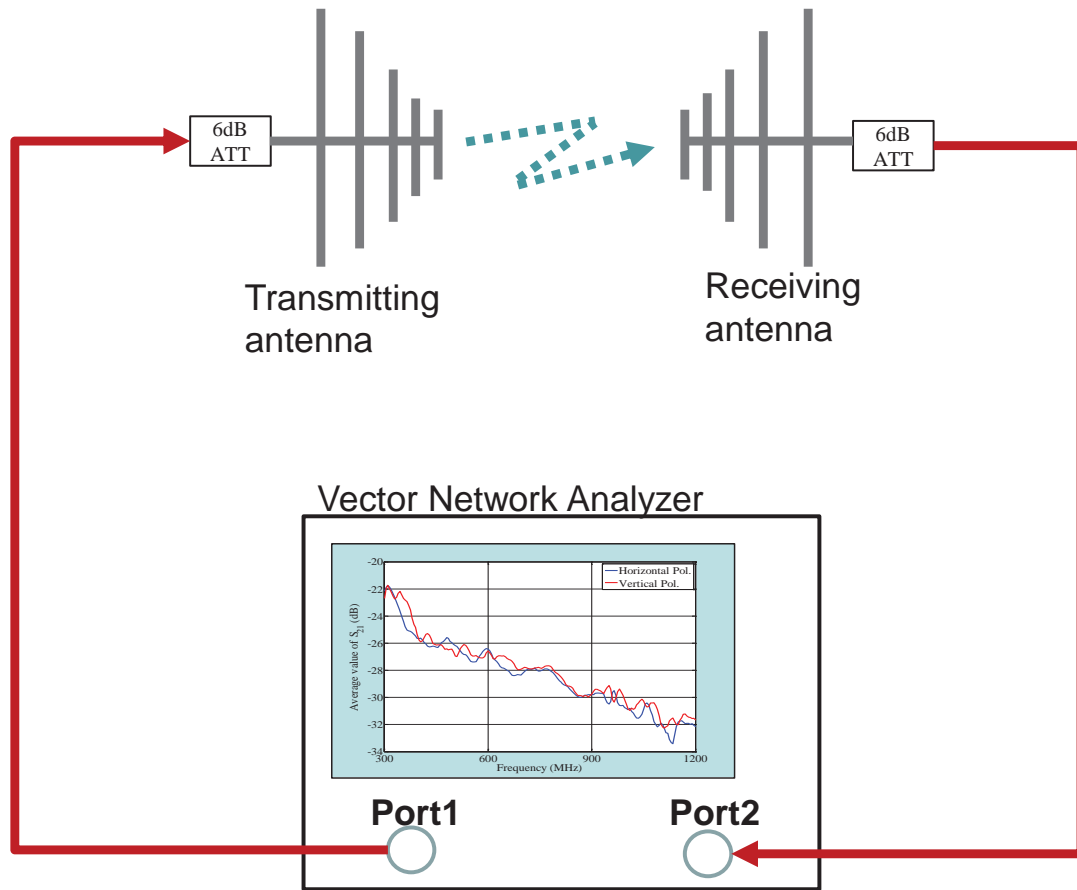 6dB
ATT
6dB
ATT
Transmitting
antenna
Receiving
antenna
Vector Network Analyzer
-20
-22
-24
-26
-28
-30
-32
-34
Average value of S21 (dB)
Horizontal Pol.
Vertical Pol.
300
600
900
1200
Frequency (MHz)
Port1
Port2